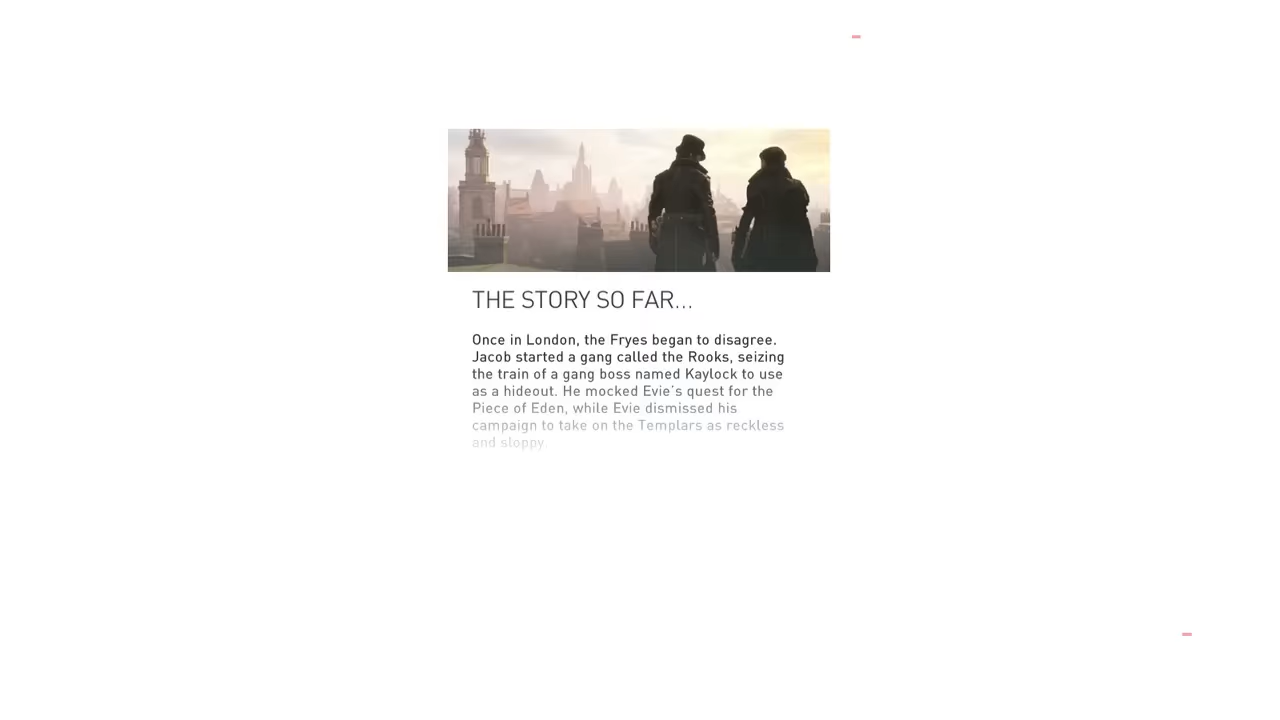 THE STORY SO FAR...
Once in London, the Fryes began to disagree.
Jacob started a gang called the Rooks, seizing
the train of a gang boss named Kaylock to use
as a hideout. He mocked Evie's quest for the
Piece of Eden, while Evie dismissed his
campaign to take on the Templars as reckless
and sloppy.